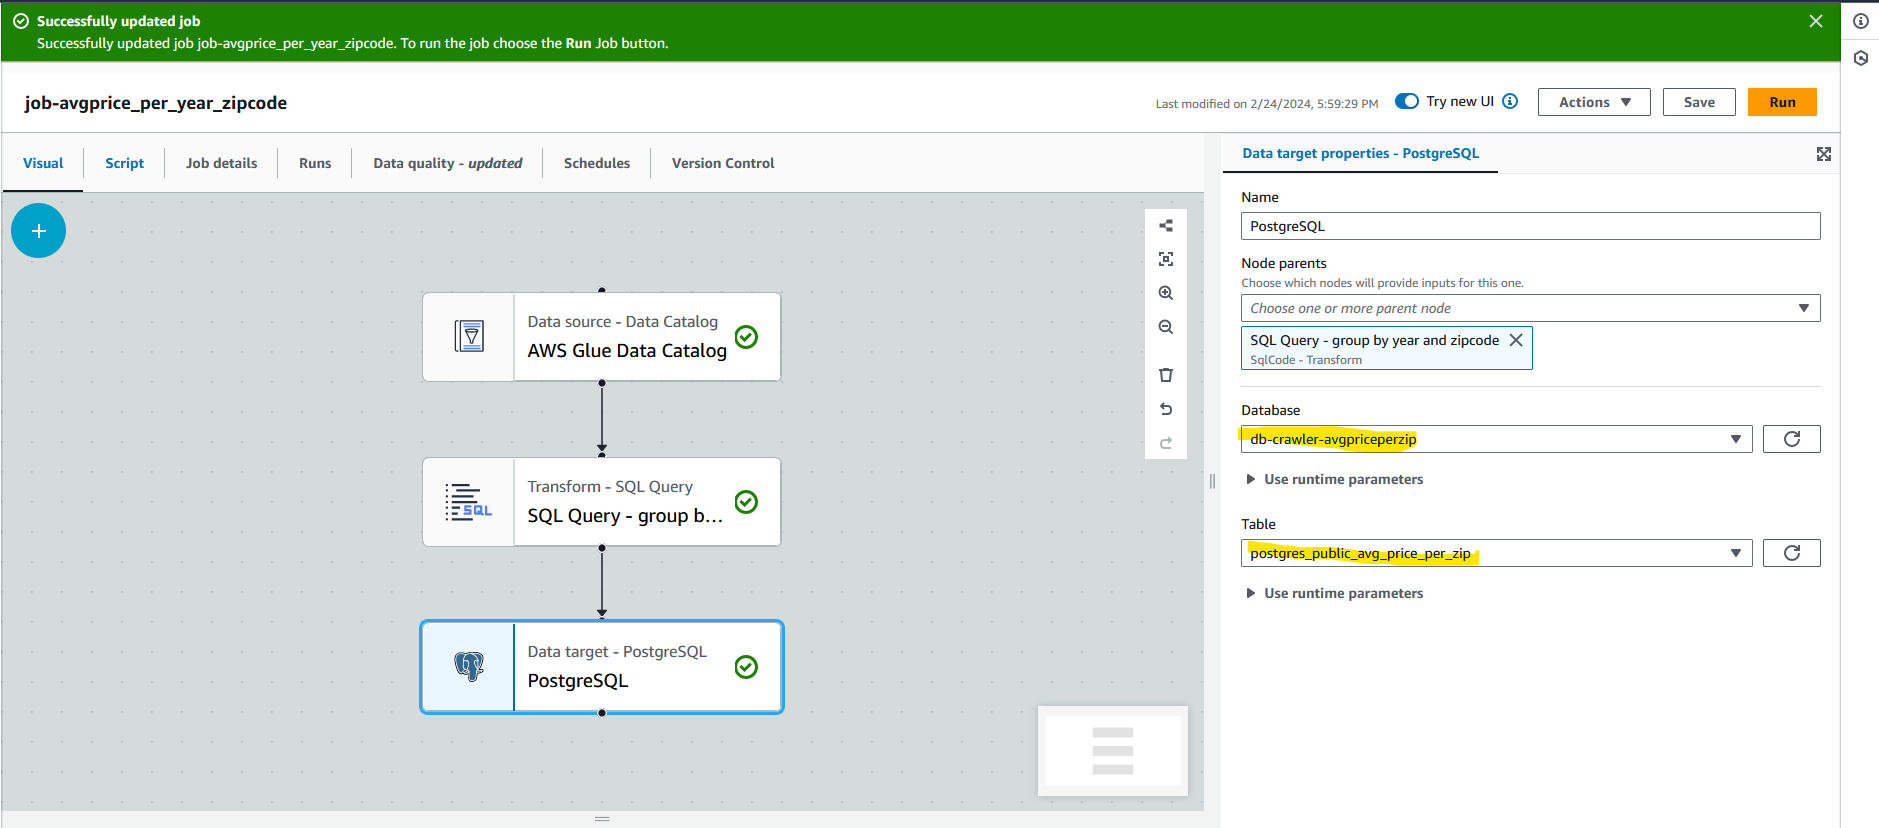 Successfully updated job
Successfully updated job job-avgprice_per_year_zipcode. To run the job choose the Run Job button.
job-avgprice_per_year_zipcode
Last modified on 2/24/2024, 5:59:29 PM
Try new UI
Actions
Save
Run
Visual
Script
Job details
Runs
Data quality - updated
Schedules
Version Control
Data source - Data Catalog
AWS Glue Data Catalog
Transform - SQL Query
SQL
SQL Query - group b...
Data target - PostgreSQL
PostgreSQL
Data target properties - PostgreSQL
Name
PostgreSQL
Node parents
Choose which nodes will provide inputs for this one.
Choose one or more parent node
SQL Query - group by year and zipcode
SqlCode - Transform
Database
db-crawler-avgpriceperzip
Use runtime parameters
Table
postgres_public_avg_price_per_zip
Use runtime parameters